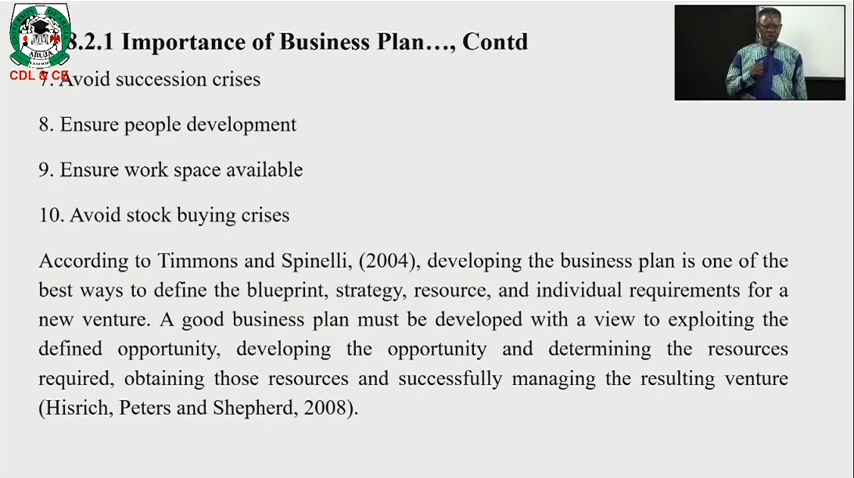 8.2.1 Importance of Business Plan…, Contd
CDL & CE
ABUJA
7. Avoid succession crises
8. Ensure people development
9. Ensure work space available
10. Avoid stock buying crises
According to Timmons and Spinelli, (2004), developing the business plan is one of the
best ways to define the blueprint, strategy, resource, and individual requirements for a
new venture. A good business plan must be developed with a view to exploiting the
defined opportunity, developing the opportunity and determining the resources
required, obtaining those resources and successfully managing the resulting venture
(Hisrich, Peters and Shepherd, 2008).